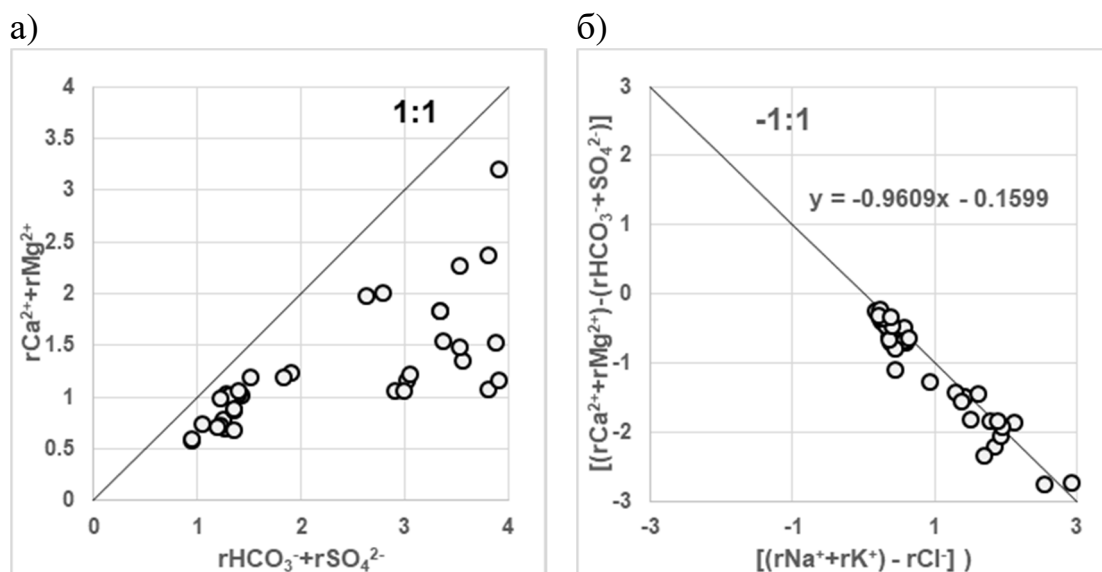 а)
4
3.5
3
2.5
2
1.5
1
0.5
0
1:1
rCa²⁺+rMg²⁺
0 1 2 3 4
rHCO₃⁻+rSO₄²⁻
б)
3
2
1
0
-1
-2
-3
-1:1
y = -0.9609x - 0.1599
[(rCa²⁺+rMg²⁺)-(rHCO₃⁻+SO₄²⁻)]
-3 -1 1 3
[(rNa⁺+rK⁺) - rCl⁻] )